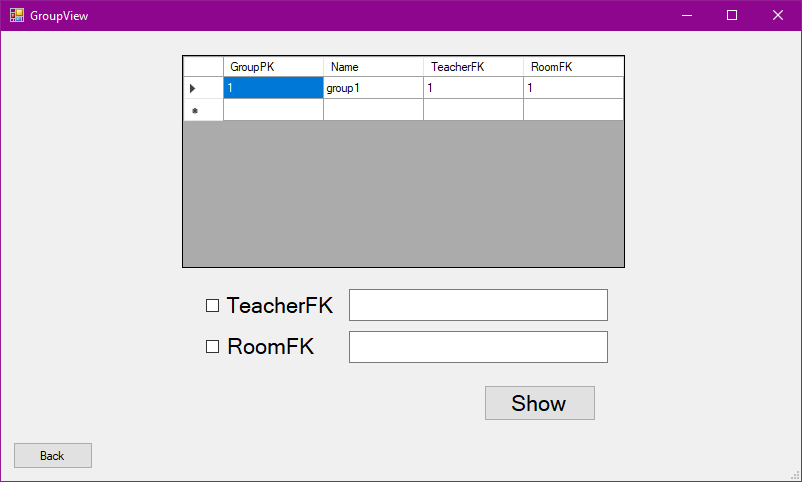 GroupView
GroupPK Name TeacherFK RoomFK
1 group1 1 1
TeacherFK
RoomFK
Show
Back